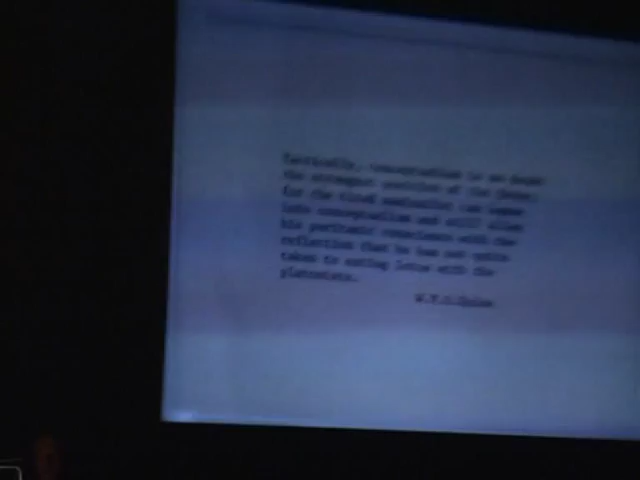 Tactically, conceptualism is no doubt
the strongest position of the three;
for the tired nominalist can lapse
into conceptualism and still allay
his puritanic conscience with the
reflection that he has not quite
taken to eating lotus with the
platonists.
W.V.O.Quine